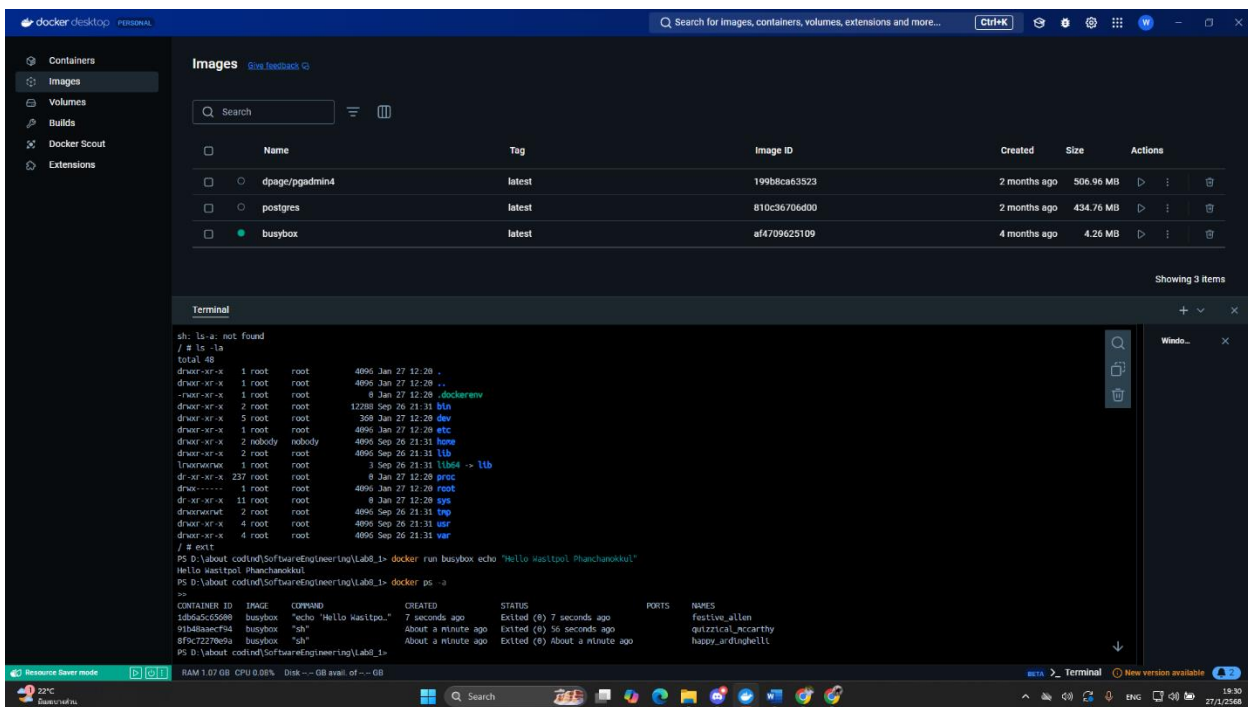 docker desktop PERSONAL
Search for images, containers, volumes, extensions and more... Ctrl+K W
Containers
Images
Volumes
Builds
Docker Scout
Extensions
Images Give feedback
Search
Name Tag Image ID Created Size Actions
dpage/pgadmin4 latest 199b8ca63523 2 months ago 506.96 MB
postgres latest 810c36706d00 2 months ago 434.76 MB
busybox latest af4709625109 4 months ago 4.26 MB
Showing 3 items
Terminal
Windo...
sh: ls-a: not found
/ # ls -la
total 48
drwxr-xr-x 1 root root 4096 Jan 27 12:20 .
drwxr-xr-x 1 root root 4096 Jan 27 12:20 ..
-rwxr-xr-x 1 root root 0 Jan 27 12:20 .dockerenv
drwxr-xr-x 2 root root 12288 Sep 26 21:31 bin
drwxr-xr-x 5 root root 360 Jan 27 12:20 dev
drwxr-xr-x 1 root root 4096 Jan 27 12:20 etc
drwxr-xr-x 2 nobody nobody 4096 Sep 26 21:31 home
drwxr-xr-x 2 root root 4096 Sep 26 21:31 lib
lrwxrwxrwx 1 root root 3 Sep 26 21:31 lib64 -> lib
dr-xr-xr-x 237 root root 0 Jan 27 12:20 proc
drwx------ 1 root root 4096 Jan 27 12:20 root
dr-xr-xr-x 11 root root 0 Jan 27 12:20 sys
drwxrwxrwt 2 root root 4096 Sep 26 21:31 tmp
drwxr-xr-x 4 root root 4096 Sep 26 21:31 usr
drwxr-xr-x 4 root root 4096 Sep 26 21:31 var
/ # exit
PS D:\about codind\SoftwareEngineering\Lab8_1> docker run busybox echo "Hello Wasitpol Phanchanokkul"
Hello Wasitpol Phanchanokkul
PS D:\about codind\SoftwareEngineering\Lab8_1> docker ps -a
>>
CONTAINER ID IMAGE COMMAND CREATED STATUS PORTS NAMES
1db6a5c65600 busybox "echo 'Hello Wasitpo…" 7 seconds ago Exited (0) 7 seconds ago festive_allen
91b48aaecf94 busybox "sh" About a minute ago Exited (0) 56 seconds ago quizzical_mccarthy
8f9c72270e9a busybox "sh" About a minute ago Exited (0) About a minute ago happy_ardinghelli
PS D:\about codind\SoftwareEngineering\Lab8_1>
Resource Saver mode RAM 1.07 GB CPU 0.08% Disk --.-- GB avail. of --.-- GB BETA >_ Terminal New version available 2
22°C
Search
ENG
19:30
27/1/2568